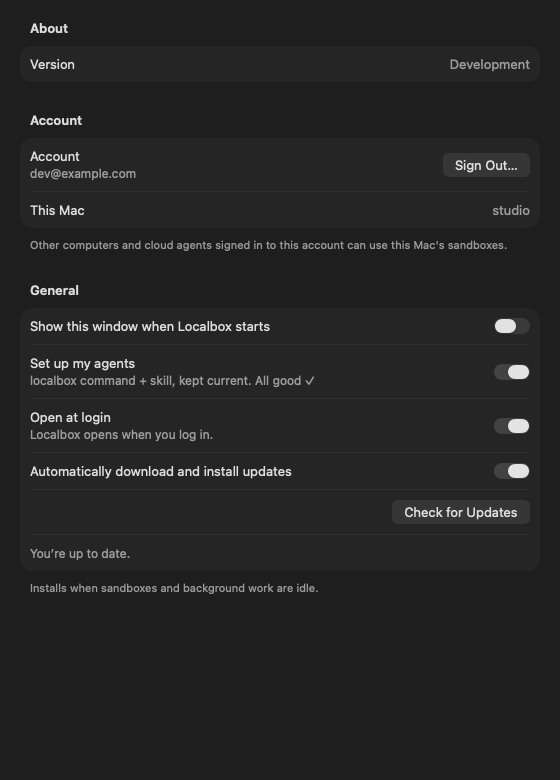 About
Version
Development
Account
Account
dev@example.com
Sign Out...
This Mac
studio
Other computers and cloud agents signed in to this account can use this Mac's sandboxes.
General
Show this window when Localbox starts
Set up my agents
localbox command + skill, kept current. All good ✓
Open at login
Localbox opens when you log in.
Automatically download and install updates
Check for Updates
You're up to date.
Installs when sandboxes and background work are idle.